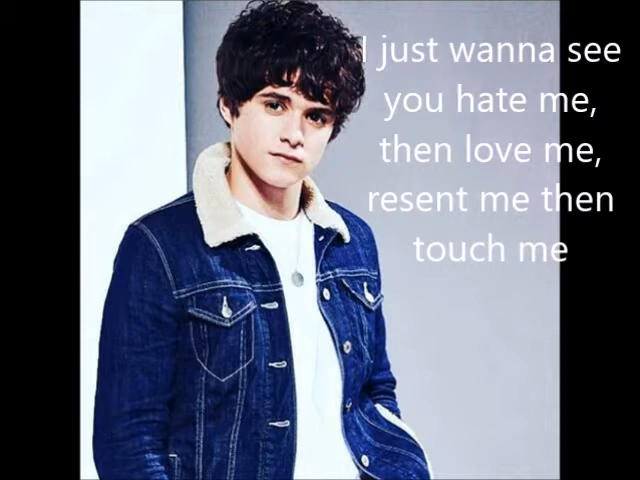 I just wanna see
you hate me,
then love me,
resent me then
touch me